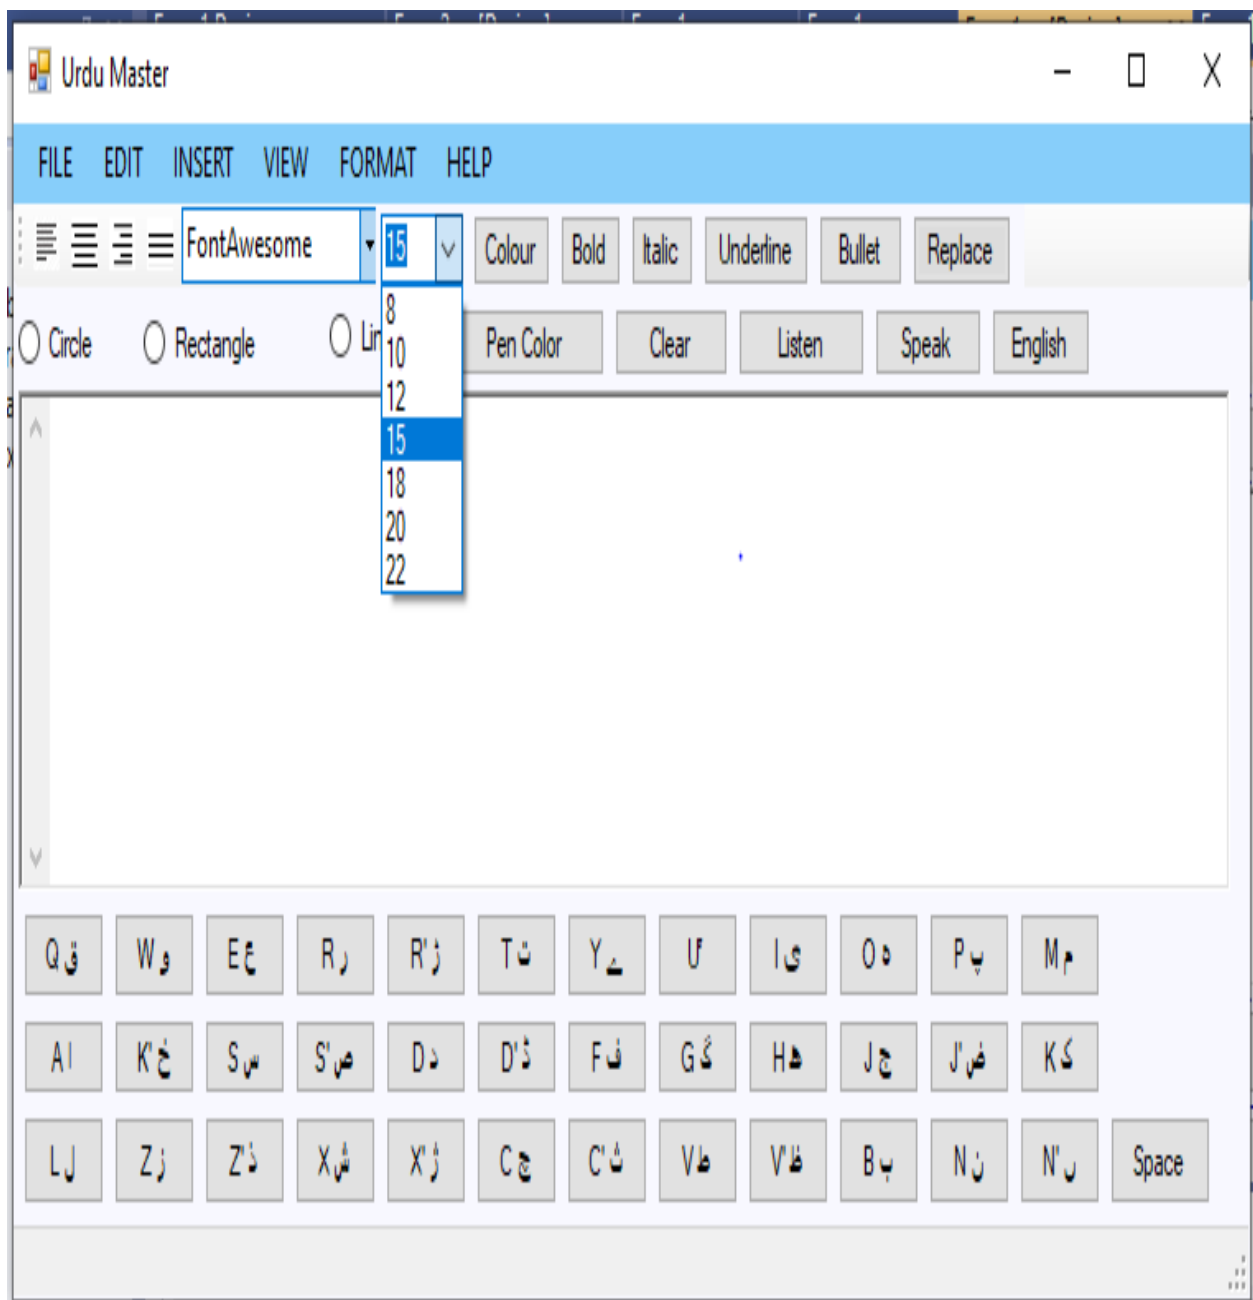 Urdu Master
FILE EDIT INSERT VIEW FORMAT HELP
FontAwesome 15 Colour Bold Italic Underline Bullet Replace
Circle Rectangle Pen Color Clear Listen Speak English
8
10
12
15
18
20
22
Q ق W و E ع R ر R' ڑ T ت Y ے U I ی O ہ P پ M م
A ا K' خ S س S' ص D د D' ڈ F ف G گ H ھ J ج J' ض K ک
L ل Z ز Z' ذ X ش X' ژ C چ C' ث V ط V' ظ B ب N ن N' ں Space